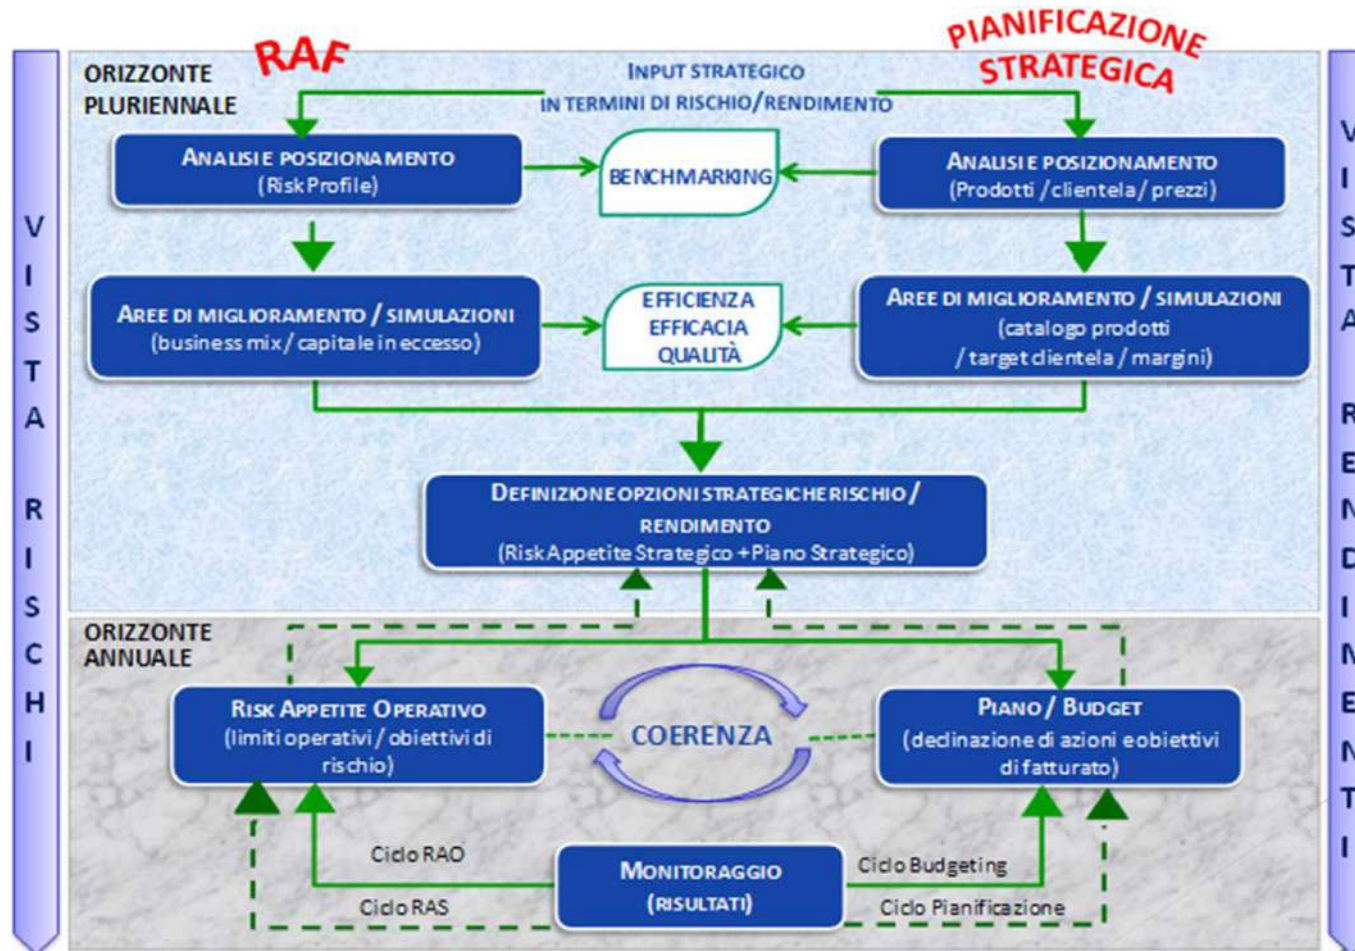 RAF
PIANIFICAZIONE
STRATEGICA
ORIZZONTE
PLURIENNALE
INPUT STRATEGICO
IN TERMINI DI RISCHIO/RENDIMENTO
ANALISI E POSIZIONAMENTO
(Risk Profile)
BENCHMARKING
ANALISI E POSIZIONAMENTO
(Prodotti / clientela / prezzi)
AREE DI MIGLIORAMENTO / SIMULAZIONI
(business mix / capitale in eccesso)
EFFICIENZA
EFFICACIA
QUALITÀ
AREE DI MIGLIORAMENTO / SIMULAZIONI
(catalogo prodotti
/ target clientela / margini)
DEFINIZIONE OPZIONI STRATEGICHE RISCHIO /
RENDIMENTO
(Risk Appetite Strategico + Piano Strategico)
ORIZZONTE
ANNUALE
RISK APPETITE OPERATIVO
(limiti operativi / obiettivi di
rischio)
COERENZA
PIANO / BUDGET
(declinazione di azioni e obiettivi
di fatturato)
Ciclo RAO
Ciclo RAS
MONITORAGGIO
(RISULTATI)
Ciclo Budgeting
Ciclo Pianificazione
VISTA RISCHI
VISTA RENDIMENTI